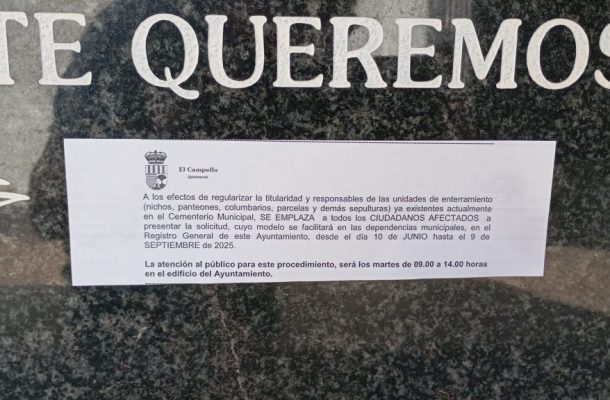 TE QUEREMOS
El Campello
Ajuntament
A los efectos de regularizar la titularidad y responsables de las unidades de enterramiento
(nichos, panteones, columbarios, parcelas y demás sepulturas) ya existentes actualmente
en el Cementerio Municipal, SE EMPLAZA a todos los CIUDADANOS AFECTADOS a
presentar la solicitud, cuyo modelo se facilitará en las dependencias municipales, en el
Registro General de este Ayuntamiento, desde el día 10 de JUNIO hasta el 9 de
SEPTIEMBRE de 2025.
La atención al público para este procedimiento, será los martes de 09.00 a 14.00 horas
en el edificio del Ayuntamiento.